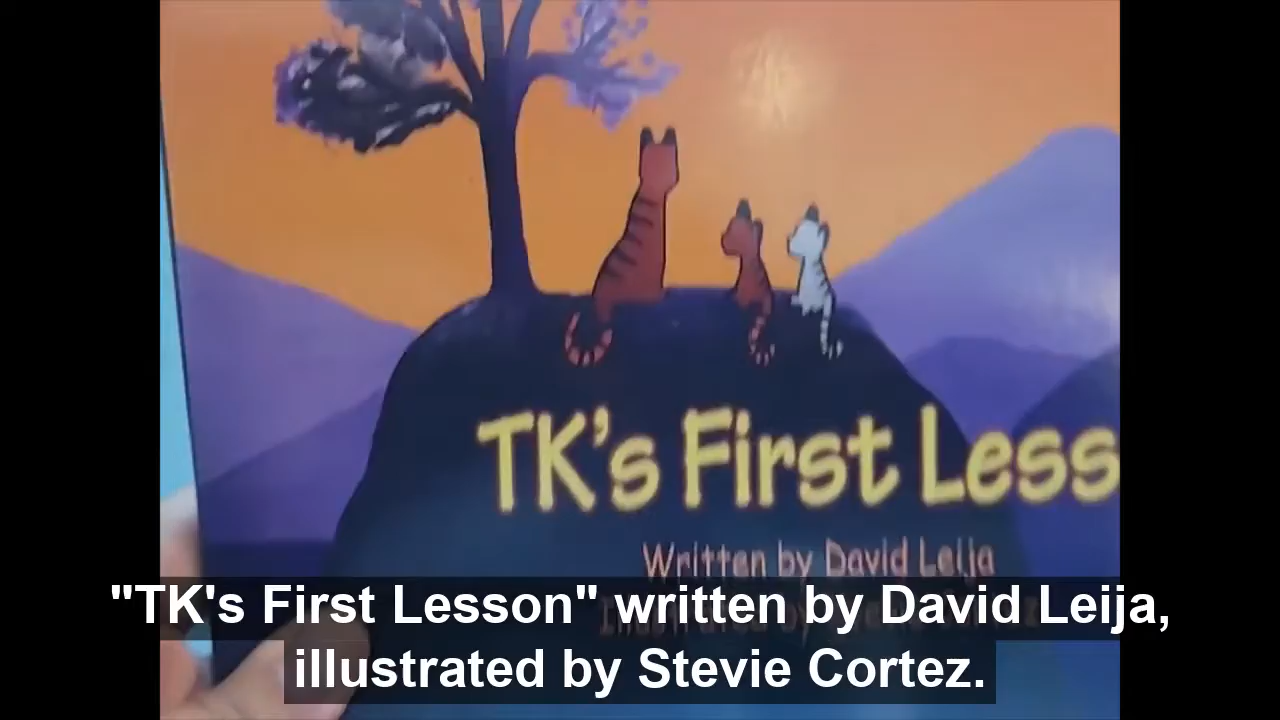 TK's First Less
Written by David Leija
"TK's First Lesson" written by David Leija,
illustrated by Stevie Cortez.